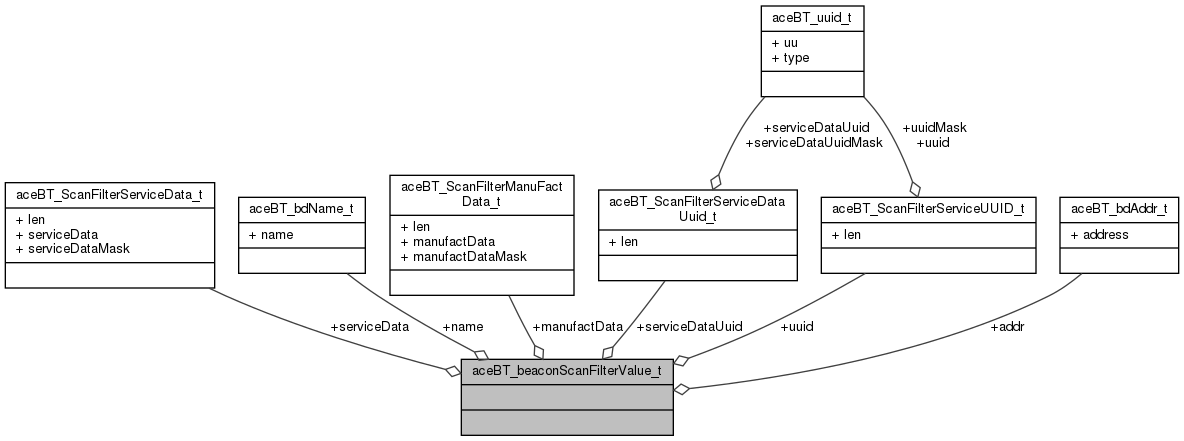 aceBT_uuid_t
+ uu
+ type
+serviceDataUuid
+serviceDataUuidMask
+uuidMask
+uuid
aceBT_ScanFilterServiceData_t
+ len
+ serviceData
+ serviceDataMask
aceBT_bdName_t
+ name
aceBT_ScanFilterManuFact
Data_t
+ len
+ manufactData
+ manufactDataMask
aceBT_ScanFilterServiceData
Uuid_t
+ len
aceBT_ScanFilterServiceUUID_t
+ len
aceBT_bdAddr_t
+ address
+serviceData
+name
+manufactData
+serviceDataUuid
+uuid
+addr
aceBT_beaconScanFilterValue_t